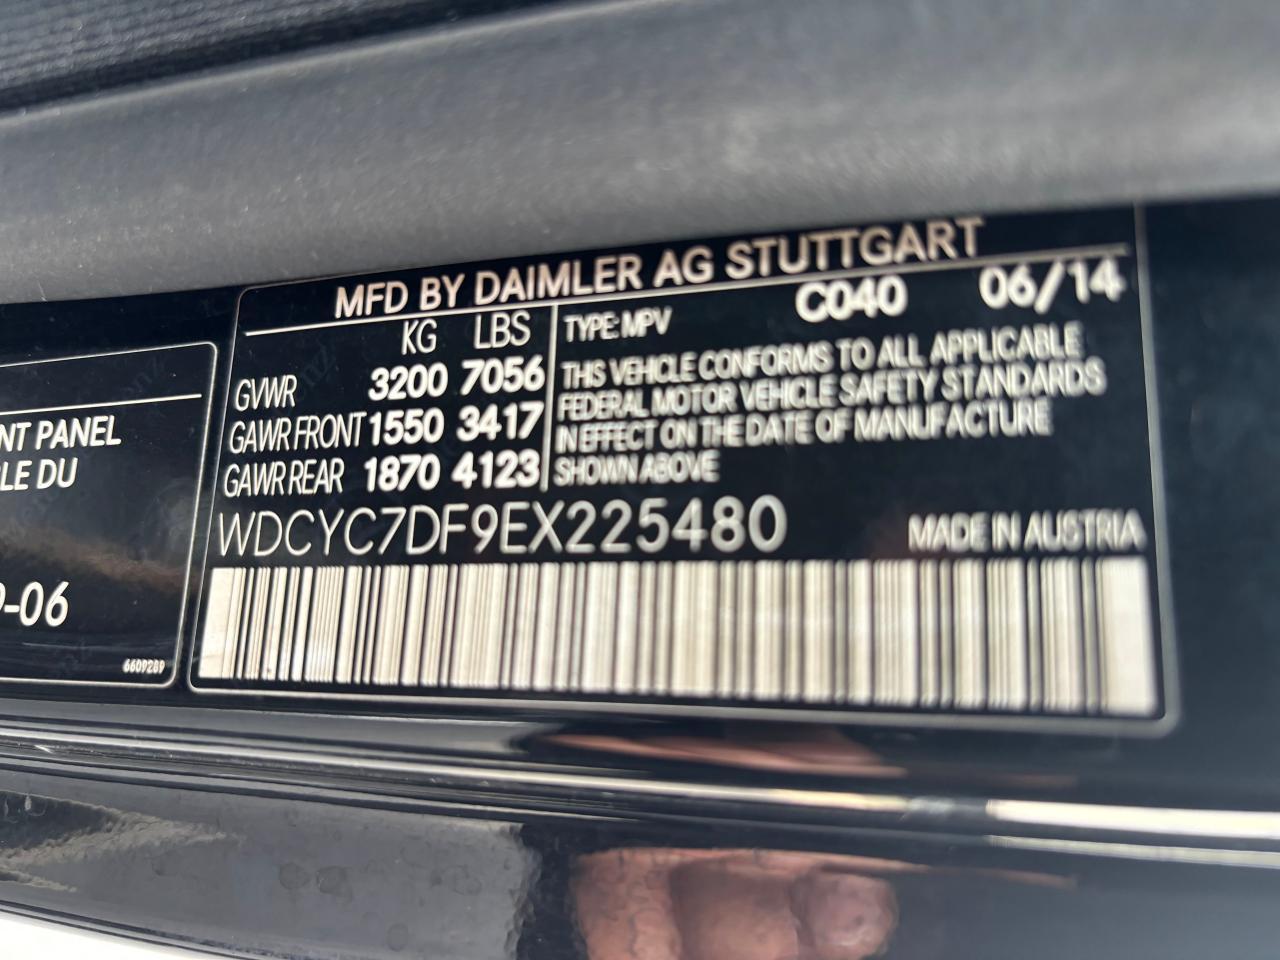 MFD BY DAIMLER AG STUTTGART
C040 06/14
KG LBS
GVWR 3200 7056
GAWR FRONT 1550 3417
GAWR REAR 1870 4123
TYPE: MPV
THIS VEHICLE CONFORMS TO ALL APPLICABLE
FEDERAL MOTOR VEHICLE SAFETY STANDARDS
IN EFFECT ON THE DATE OF MANUFACTURE
SHOWN ABOVE
WDCYC7DF9EX225480
MADE IN AUSTRIA
NT PANEL
LE DU
9-06
6609289